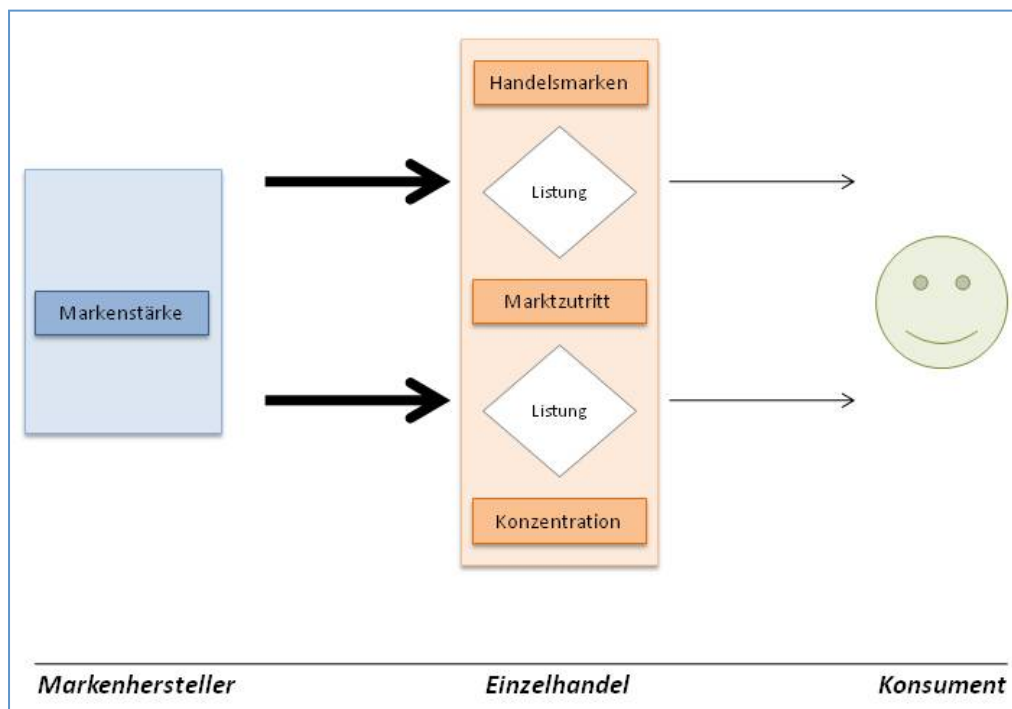 Handelsmarken
Listung
Markenstärke
Marktzutritt
Listung
Konzentration
Markenhersteller
Einzelhandel
Konsument